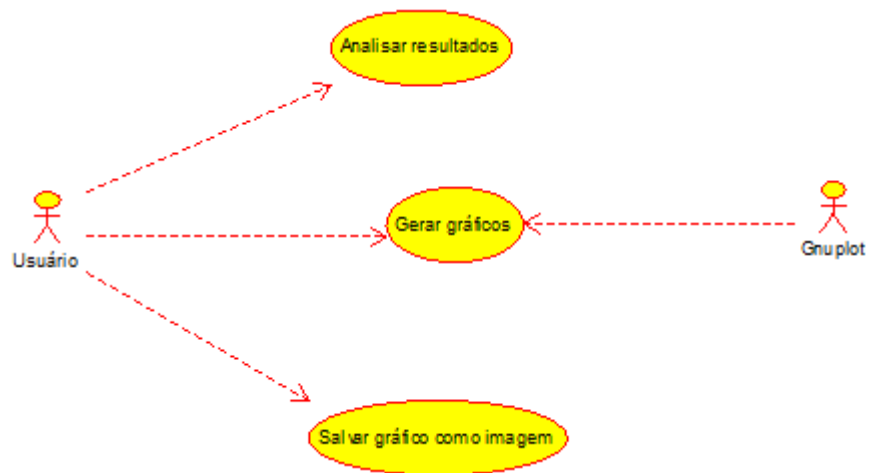 Analisar resultados
Gerar gráficos
Usuário
Gnuplot
Salvar gráfico como imagem